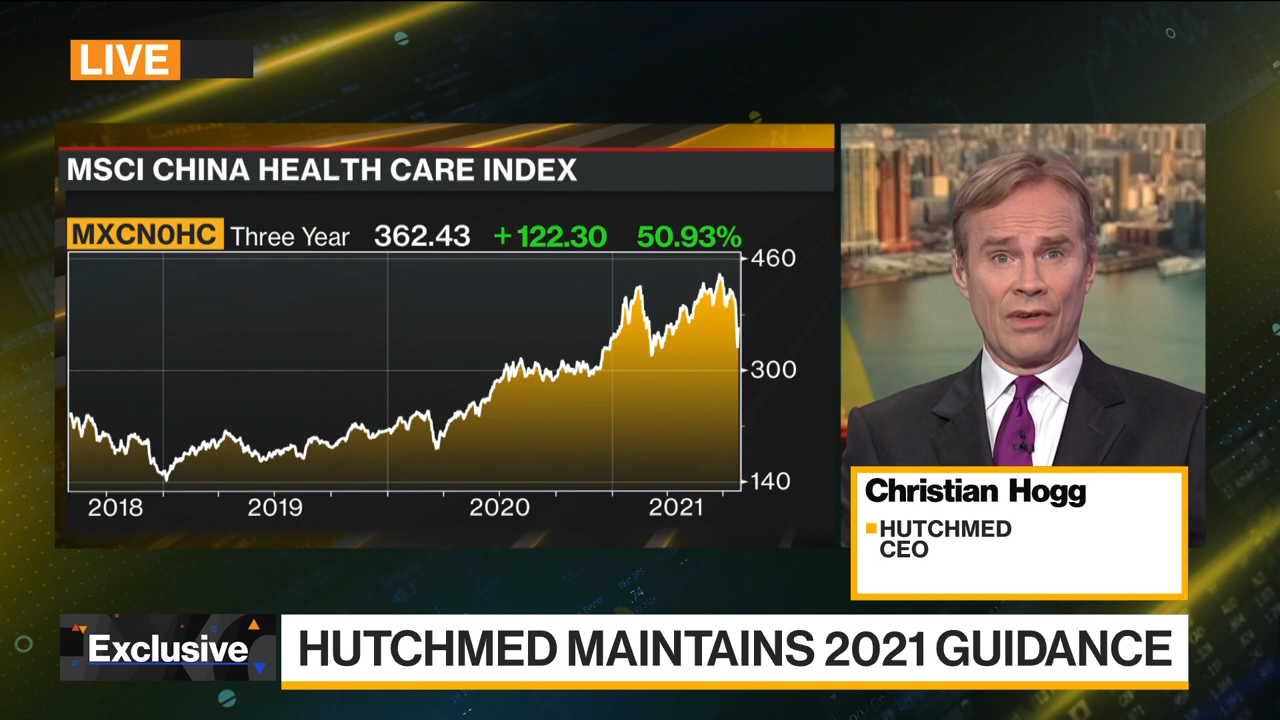 LIVE
MSCI CHINA HEALTH CARE INDEX
MXCN0HC Three Year 362.43 +122.30 50.93%
460
300
140
2018 2019 2020 2021
Christian Hogg
HUTCHMED
CEO
Exclusive
HUTCHMED MAINTAINS 2021 GUIDANCE